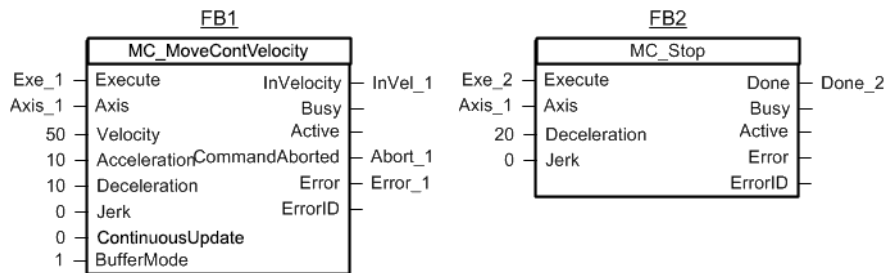 FB1
MC_MoveContVelocity
Exe_1 Execute InVelocity InVel_1
Axis_1 Axis Busy
50 Velocity Active
10 Acceleration CommandAborted Abort_1
10 Deceleration Error Error_1
0 Jerk ErrorID
0 ContinuousUpdate
1 BufferMode
FB2
MC_Stop
Exe_2 Execute Done Done_2
Axis_1 Axis Busy
20 Deceleration Active
0 Jerk Error
ErrorID